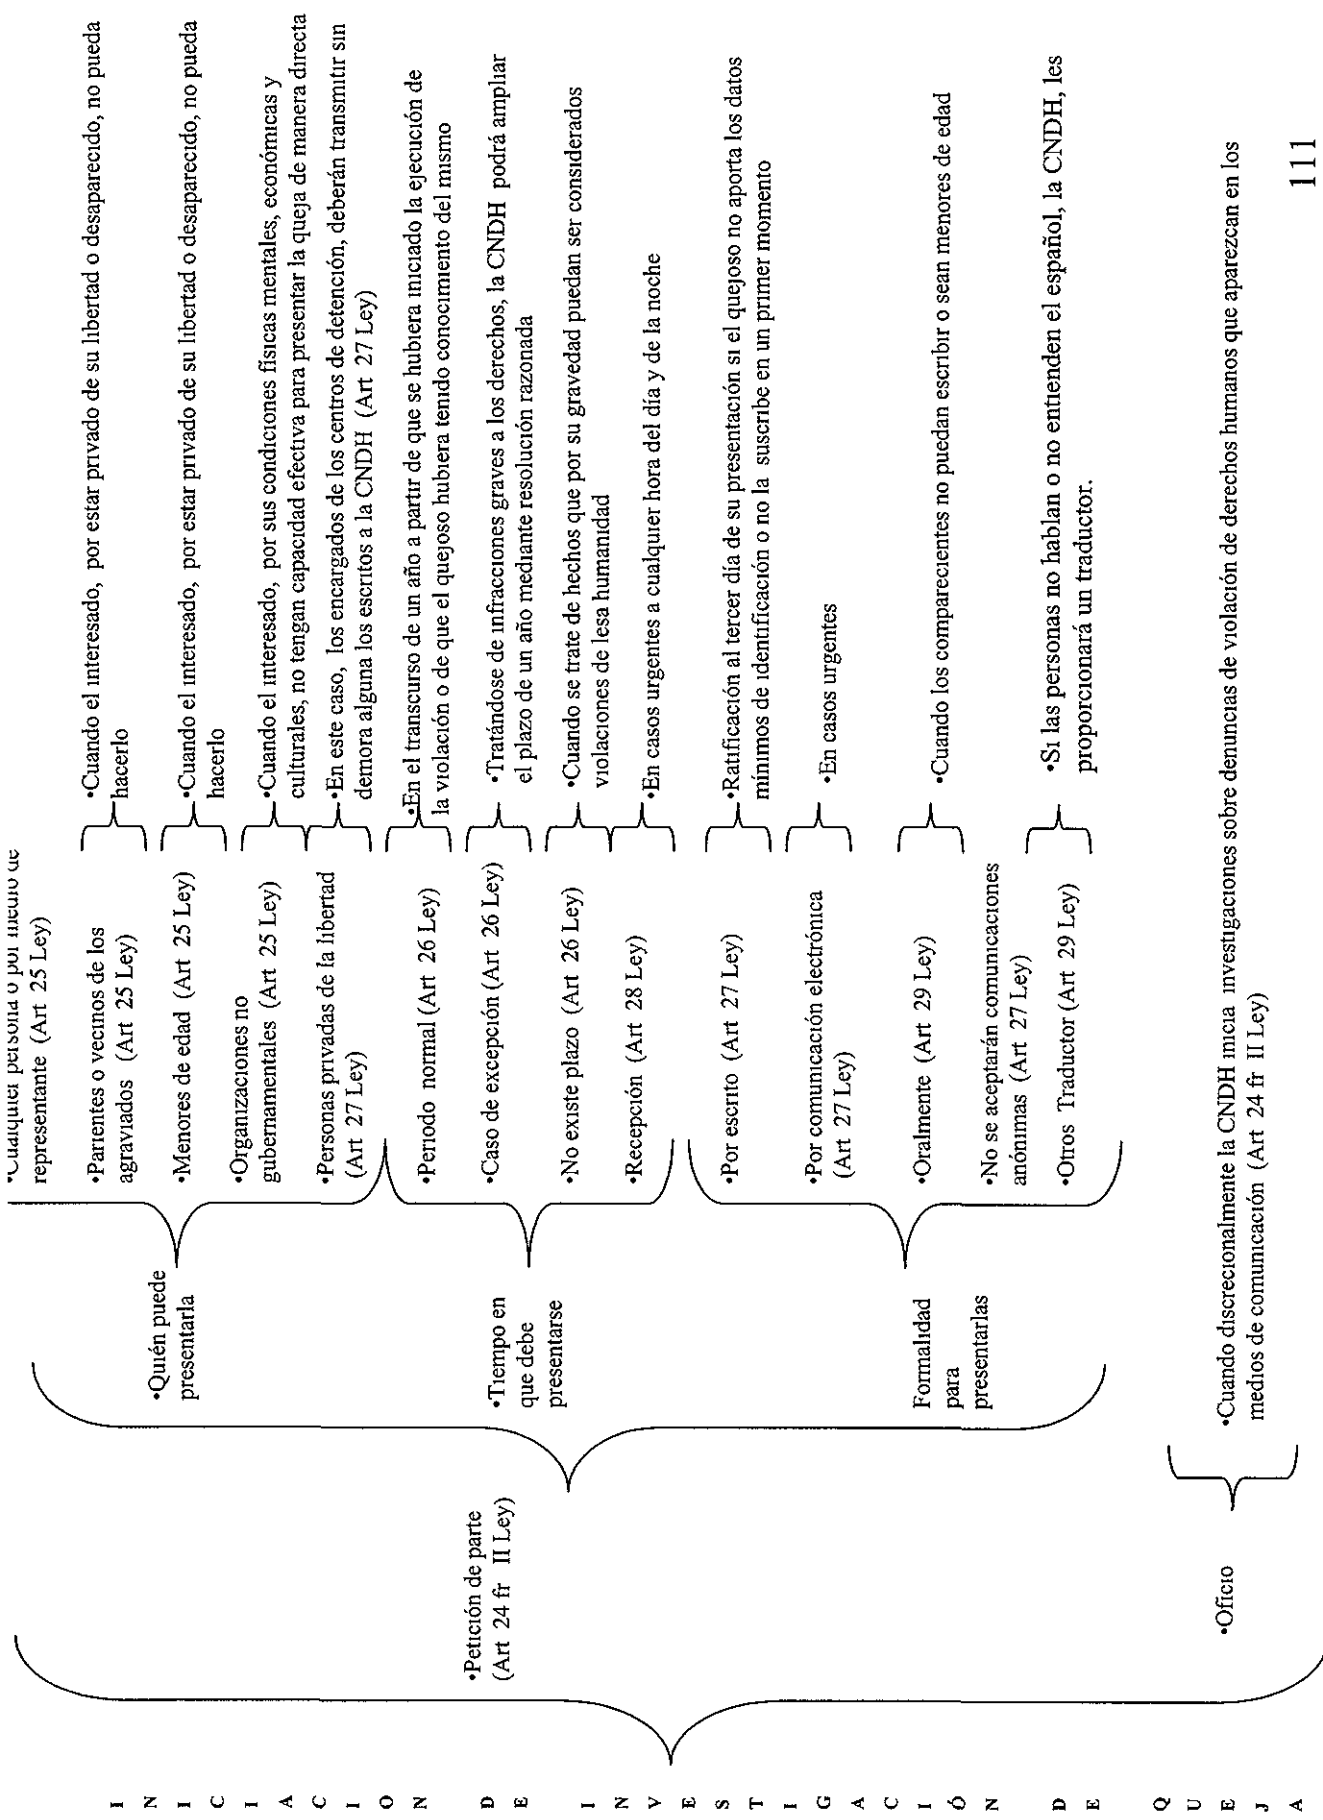 INICIACION DE INVESTIGACIÓN DE QUEJA
•Petición de parte
(Art 24 fr II Ley)
•Quién puede
presentarla
•Cualquier persona o por medio de
representante (Art 25 Ley)
•Parientes o vecinos de los
agraviados (Art 25 Ley)
•Cuando el interesado, por estar privado de su libertad o desaparecido, no pueda
hacerlo
•Menores de edad (Art 25 Ley)
•Cuando el interesado, por estar privado de su libertad o desaparecido, no pueda
hacerlo
•Organizaciones no
gubernamentales (Art 25 Ley)
•Cuando el interesado, por sus condiciones físicas mentales, económicas y
culturales, no tengan capacidad efectiva para presentar la queja de manera directa
•Personas privadas de la libertad
(Art 27 Ley)
•En este caso, los encargados de los centros de detención, deberán transmitir sin
demora alguna los escritos a la CNDH (Art 27 Ley)
•Tiempo en
que debe
presentarse
•Periodo normal (Art 26 Ley)
•En el transcurso de un año a partir de que se hubiera iniciado la ejecución de
la violación o de que el quejoso hubiera tenido conocimiento del mismo
•Caso de excepción (Art 26 Ley)
•Tratándose de infracciones graves a los derechos, la CNDH podrá ampliar
el plazo de un año mediante resolución razonada
•No existe plazo (Art 26 Ley)
•Cuando se trate de hechos que por su gravedad puedan ser considerados
violaciones de lesa humanidad
•Recepción (Art 28 Ley)
•En casos urgentes a cualquier hora del día y de la noche
Formalidad
para
presentarlas
•Por escrito (Art 27 Ley)
•Ratificación al tercer día de su presentación si el quejoso no aporta los datos
mínimos de identificación o no la suscribe en un primer momento
•Por comunicación electrónica
(Art 27 Ley)
•En casos urgentes
•Oralmente (Art 29 Ley)
•Cuando los comparecientes no puedan escribir o sean menores de edad
•No se aceptarán comunicaciones
anónimas (Art 27 Ley)
•Otros Traductor (Art 29 Ley)
•Si las personas no hablan o no entienden el español, la CNDH, les
proporcionará un traductor.
•Oficio
•Cuando discrecionalmente la CNDH inicia investigaciones sobre denuncias de violación de derechos humanos que aparezcan en los
medios de comunicación (Art 24 fr II Ley)
111